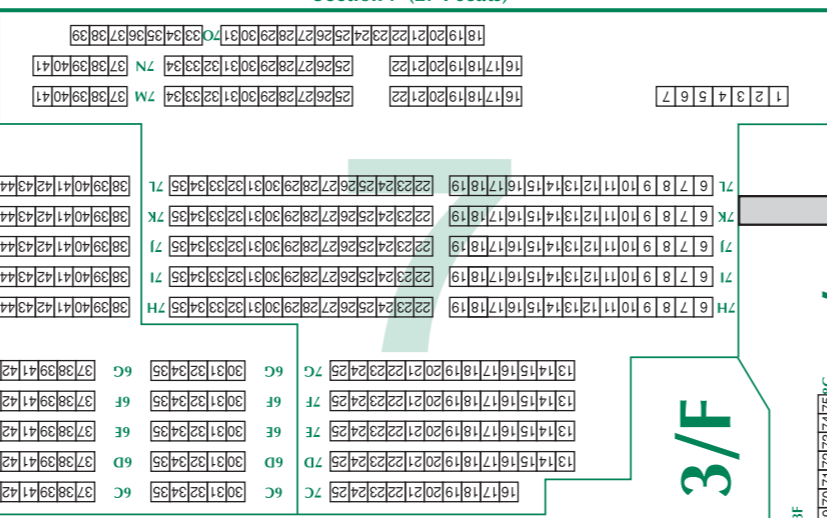 18 19 20 21 22 23 24 25 26 27 28 29 30 31 7O 33 34 35 36 37 38 39
16 17 18 19 20 21 22 25 26 27 28 29 30 31 32 33 34 7N 37 38 39 40 41
1 2 3 4 5 6 7 16 17 18 19 20 21 22 25 26 27 28 29 30 31 32 33 34 7M 37 38 39 40 41
7
7L 6 7 8 9 10 11 12 13 14 15 16 17 18 19 22 23 24 25 26 27 28 29 30 31 32 33 34 35 7L 38 39 40 41 42 43 44
7K 6 7 8 9 10 11 12 13 14 15 16 17 18 19 22 23 24 25 26 27 28 29 30 31 32 33 34 35 7K 38 39 40 41 42 43 44
7J 6 7 8 9 10 11 12 13 14 15 16 17 18 19 22 23 24 25 26 27 28 29 30 31 32 33 34 35 7J 38 39 40 41 42 43 44
7I 6 7 8 9 10 11 12 13 14 15 16 17 18 19 22 23 24 25 26 27 28 29 30 31 32 33 34 35 7I 38 39 40 41 42 43 44
7H 6 7 8 9 10 11 12 13 14 15 16 17 18 19 22 23 24 25 26 27 28 29 30 31 32 33 34 35 7H 38 39 40 41 42 43 44
13 14 15 16 17 18 19 20 21 22 23 24 25 7G 6G 30 31 32 34 35 6G 37 38 39 41 42
13 14 15 16 17 18 19 20 21 22 23 24 25 7F 6F 30 31 32 34 35 6F 37 38 39 41 42
13 14 15 16 17 18 19 20 21 22 23 24 25 7E 6E 30 31 32 34 35 6E 37 38 39 41 42
13 14 15 16 17 18 19 20 21 22 23 24 25 7D 6D 30 31 32 34 35 6D 37 38 39 41 42
16 17 18 19 20 21 22 23 24 25 7C 6C 30 31 32 34 35 6C 37 38 39 41 42
3/F